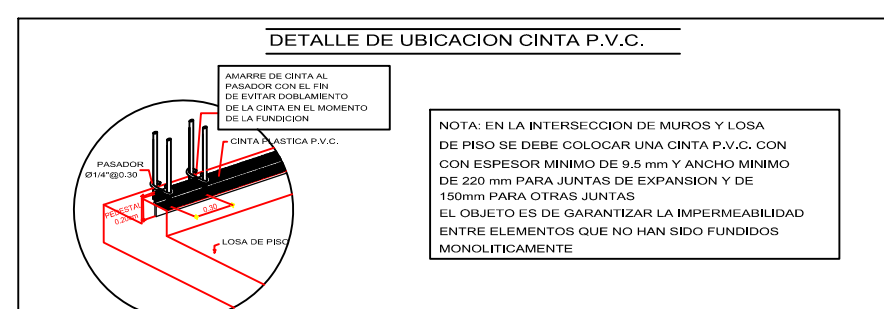 DETALLE DE UBICACION CINTA P.V.C.
AMARRE DE CINTA AL
PASADOR CON EL FÍN
DE EVITAR DOBLAMIENTO
DE LA CINTA EN EL MOMENTO
DE LA FUNDICION
CINTA PLASTICA P.V.C.
PASADOR
Ø1/4"@0.30
PEDESTAL
0.20cm
0.30
LOSA DE PISO
NOTA: EN LA INTERSECCION DE MUROS Y LOSA
DE PISO SE DEBE COLOCAR UNA CINTA P.V.C. CON
CON ESPESOR MINIMO DE 9.5 mm Y ANCHO MINIMO
DE 220 mm PARA JUNTAS DE EXPANSION Y DE
150mm PARA OTRAS JUNTAS
EL OBJETO ES DE GARANTIZAR LA IMPERMEABILIDAD
ENTRE ELEMENTOS QUE NO HAN SIDO FUNDIDOS
MONOLITICAMENTE